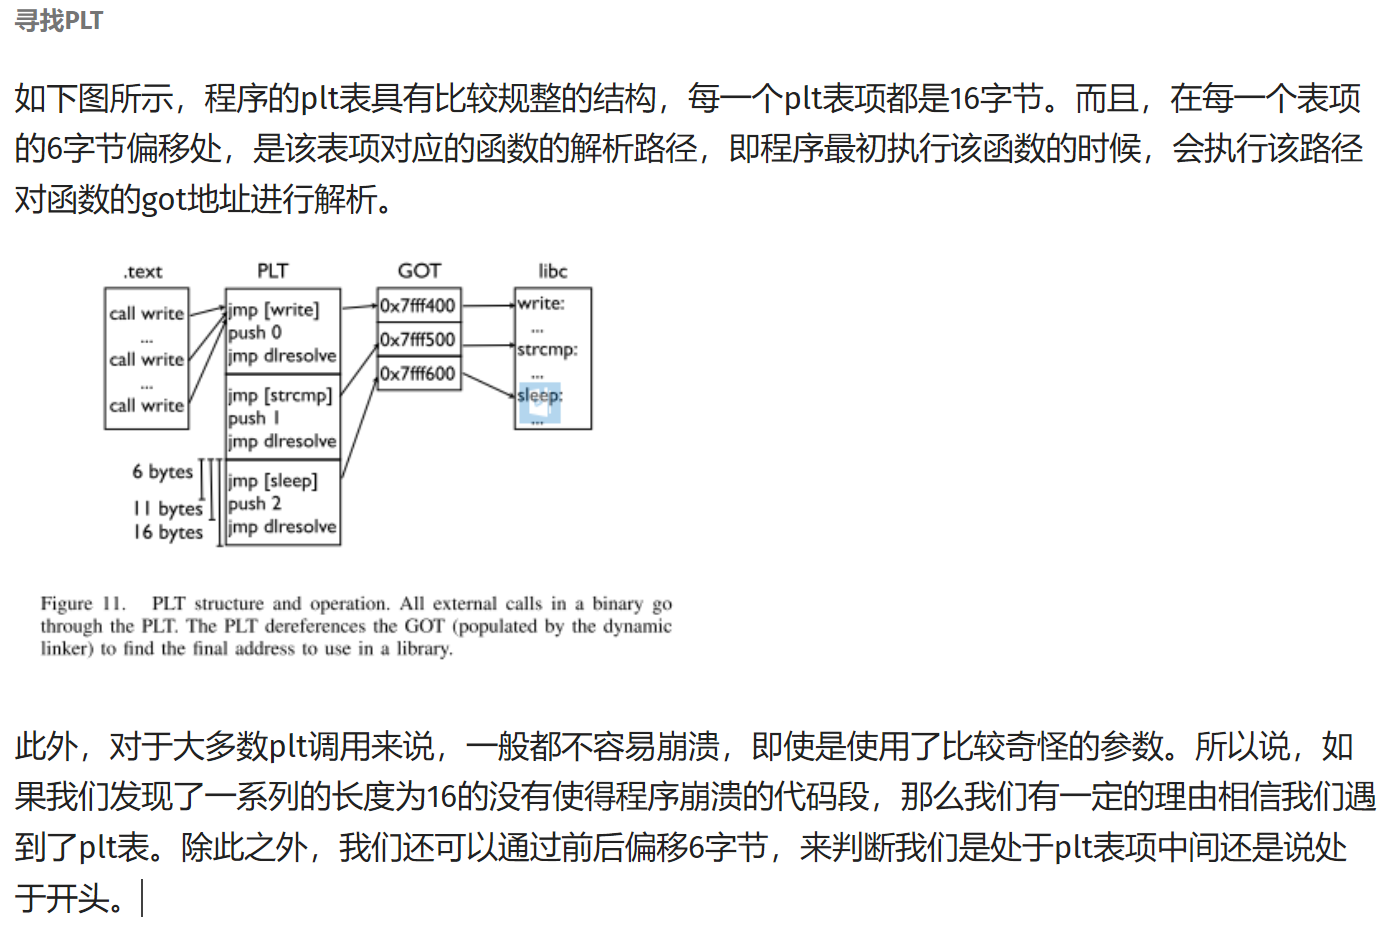 寻找PLT
如下图所示，程序的plt表具有比较规整的结构，每一个plt表项都是16字节。而且，在每一个表项
的6字节偏移处，是该表项对应的函数的解析路径，即程序最初执行该函数的时候，会执行该路径
对函数的got地址进行解析。
.text PLT GOT libc
call write
...
call write
...
call write
jmp [write]
push 0
jmp dlresolve
jmp [strcmp]
push 1
jmp dlresolve
jmp [sleep]
push 2
jmp dlresolve
6 bytes
11 bytes
16 bytes
0x7fff400
0x7fff500
0x7fff600
write:
...
strcmp:
...
sleep:
...
Figure 11. PLT structure and operation. All external calls in a binary go
through the PLT. The PLT dereferences the GOT (populated by the dynamic
linker) to find the final address to use in a library.
此外，对于大多数plt调用来说，一般都不容易崩溃，即使是使用了比较奇怪的参数。所以说，如
果我们发现了一系列的长度为16的没有使得程序崩溃的代码段，那么我们有一定的理由相信我们遇
到了plt表。除此之外，我们还可以通过前后偏移6字节，来判断我们是处于plt表项中间还是说处
于开头。